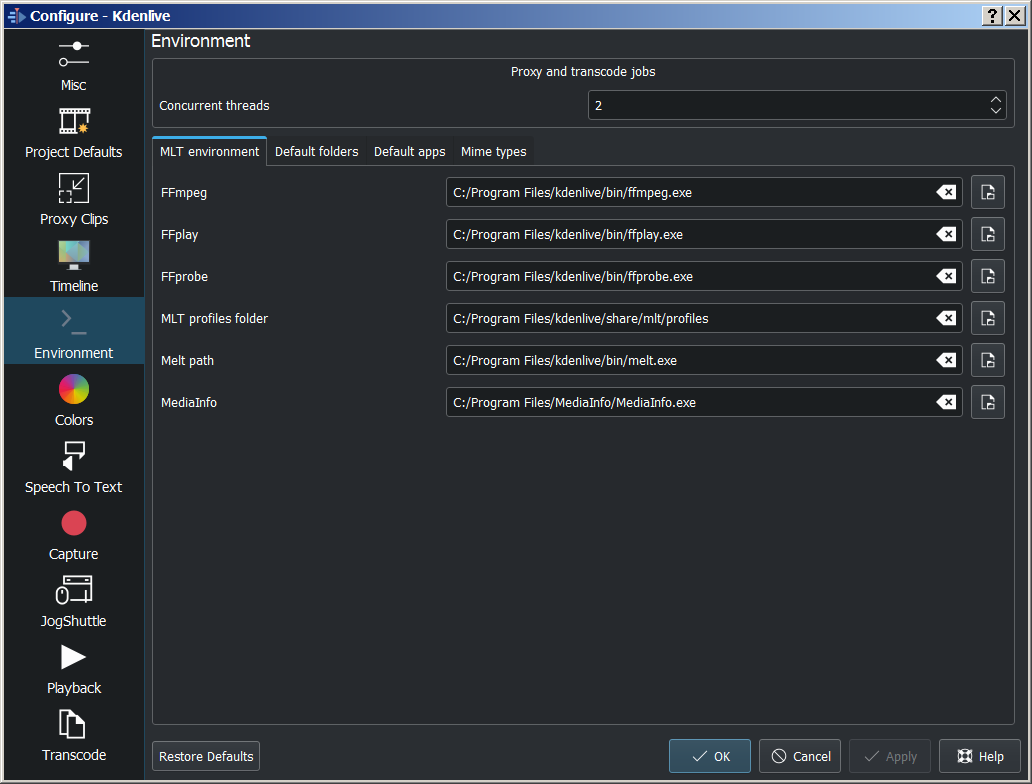 Configure - Kdenlive
Misc
Project Defaults
Proxy Clips
Timeline
Environment
Colors
Speech To Text
Capture
JogShuttle
Playback
Transcode
Environment
Proxy and transcode jobs
Concurrent threads 2
MLT environment Default folders Default apps Mime types
FFmpeg C:/Program Files/kdenlive/bin/ffmpeg.exe
FFplay C:/Program Files/kdenlive/bin/ffplay.exe
FFprobe C:/Program Files/kdenlive/bin/ffprobe.exe
MLT profiles folder C:/Program Files/kdenlive/share/mlt/profiles
Melt path C:/Program Files/kdenlive/bin/melt.exe
MediaInfo C:/Program Files/MediaInfo/MediaInfo.exe
Restore Defaults OK Cancel Apply Help